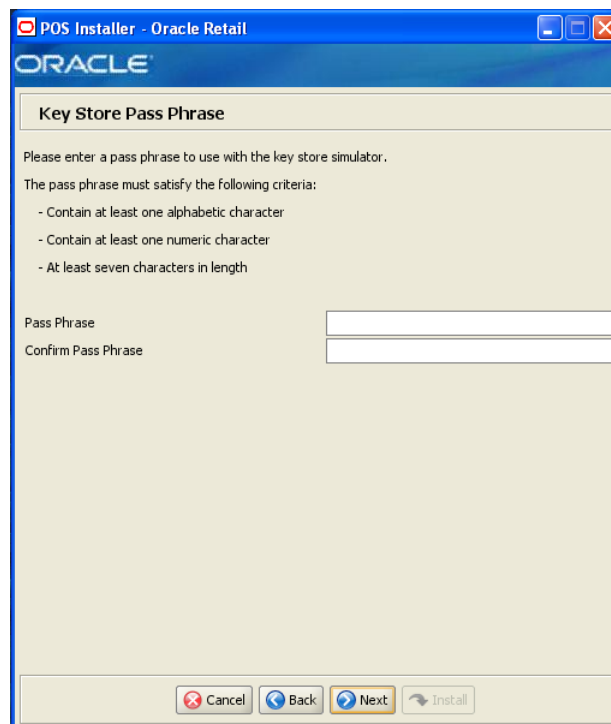 POS Installer - Oracle Retail
ORACLE
Key Store Pass Phrase
Please enter a pass phrase to use with the key store simulator.
The pass phrase must satisfy the following criteria:
- Contain at least one alphabetic character
- Contain at least one numeric character
- At least seven characters in length
Pass Phrase
Confirm Pass Phrase
Cancel Back Next Install